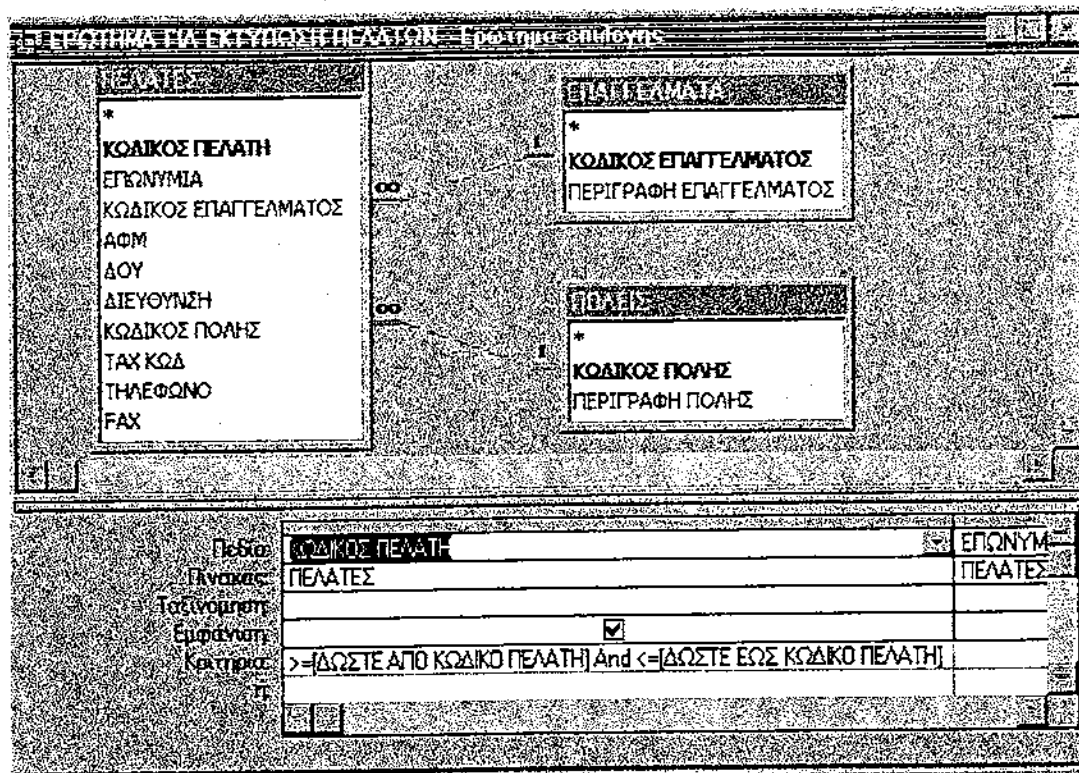 ΕΡΩΤΗΜΑ ΓΙΑ ΕΚΤΥΠΩΣΗ ΠΕΛΑΤΩΝ - Ερώτημα επιλογής
ΠΕΛΑΤΕΣ
*
ΚΩΔΙΚΟΣ ΠΕΛΑΤΗ
ΕΠΩΝΥΜΙΑ
ΚΩΔΙΚΟΣ ΕΠΑΓΓΕΛΜΑΤΟΣ
ΑΦΜ
ΔΟΥ
ΔΙΕΥΘΥΝΣΗ
ΚΩΔΙΚΟΣ ΠΟΛΗΣ
ΤΑΧ ΚΩΔ
ΤΗΛΕΦΩΝΟ
FAX
∞
∞
1
1
ΕΠΑΓΓΕΛΜΑΤΑ
*
ΚΩΔΙΚΟΣ ΕΠΑΓΓΕΛΜΑΤΟΣ
ΠΕΡΙΓΡΑΦΗ ΕΠΑΓΓΕΛΜΑΤΟΣ
ΠΟΛΕΙΣ
*
ΚΩΔΙΚΟΣ ΠΟΛΗΣ
ΠΕΡΙΓΡΑΦΗ ΠΟΛΗΣ
Πεδίο: ΚΩΔΙΚΟΣ ΠΕΛΑΤΗ ΕΠΩΝΥΜ
Πίνακας: ΠΕΛΑΤΕΣ ΠΕΛΑΤΕΣ
Ταξινόμηση:
Εμφάνιση:
Κριτήρια: >=[ΔΩΣΤΕ ΑΠΟ ΚΩΔΙΚΟ ΠΕΛΑΤΗ] And <=[ΔΩΣΤΕ ΕΩΣ ΚΩΔΙΚΟ ΠΕΛΑΤΗ]
ή: